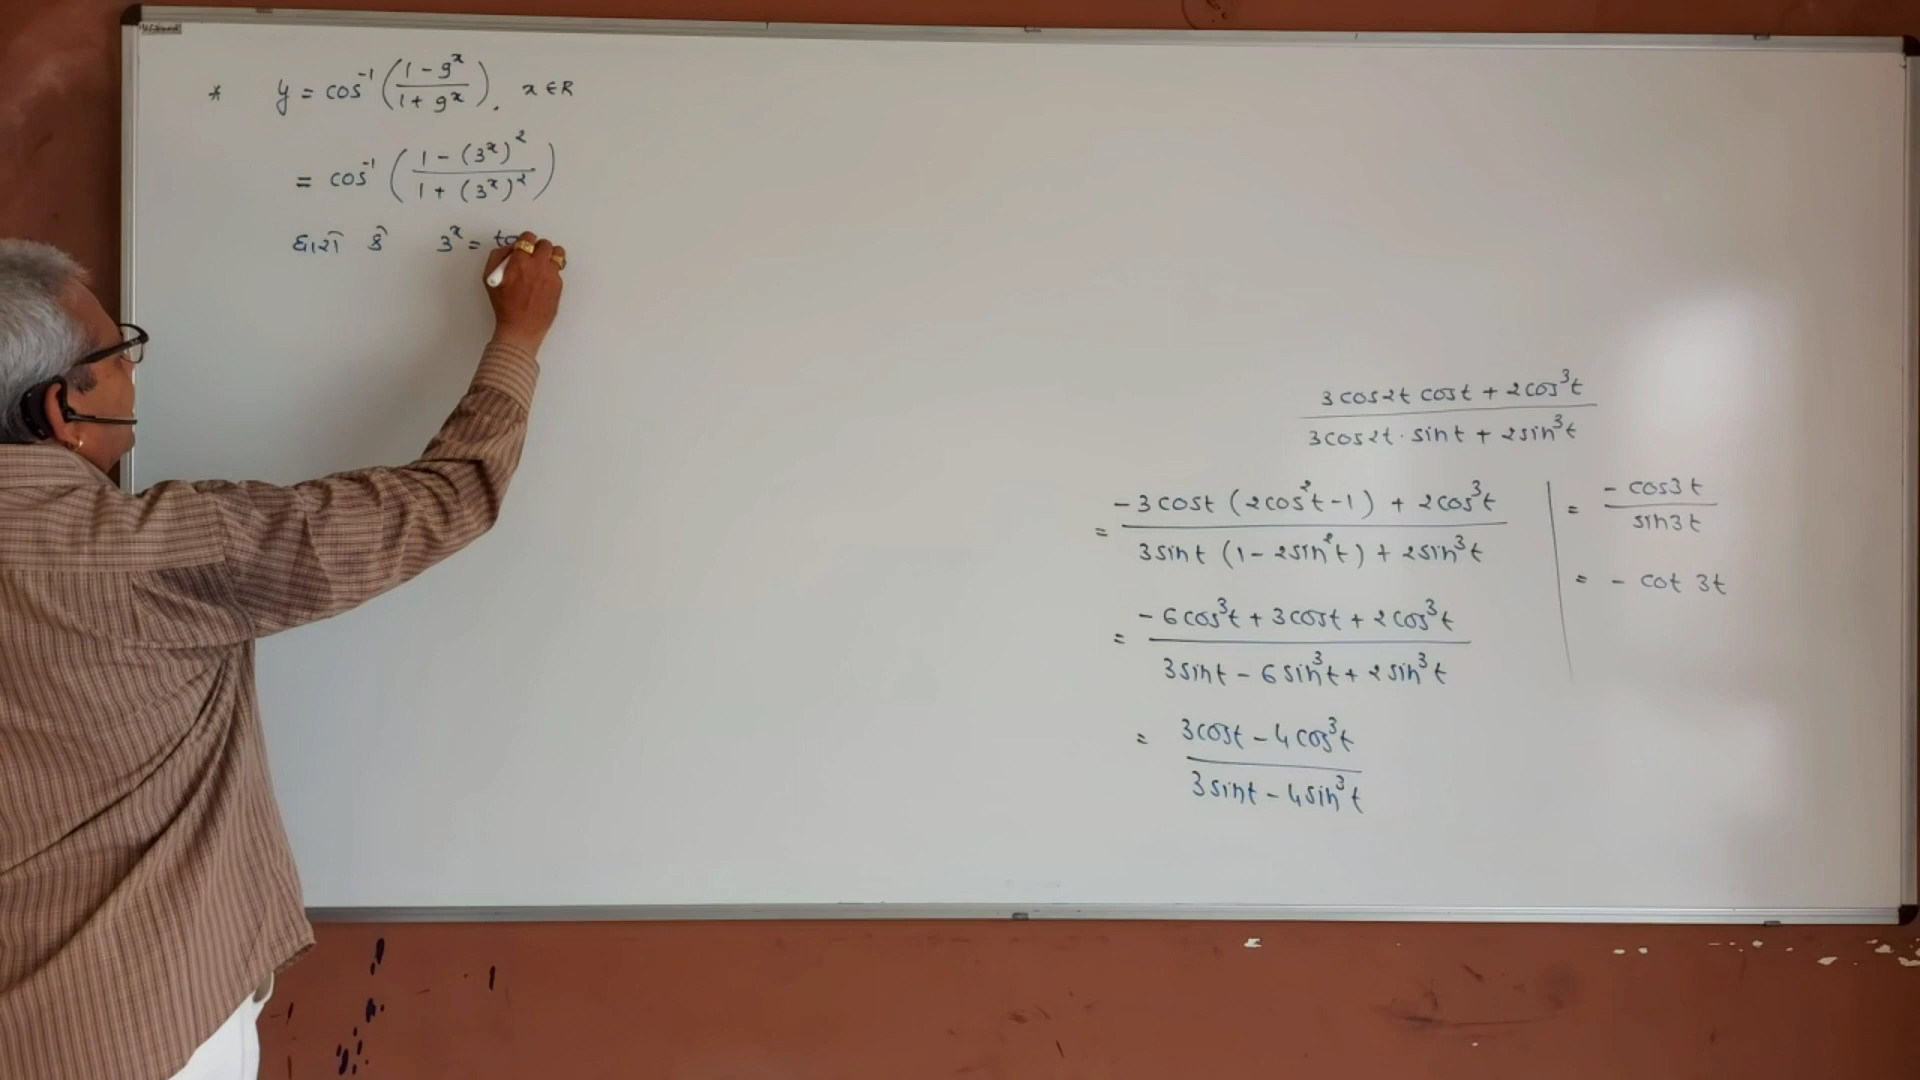 * y = cos⁻¹ (1 - 9ˣ / 1 + 9ˣ), x ∈ R
= cos⁻¹ (1 - (3ˣ)² / 1 + (3ˣ)²)
ધારો કે 3ˣ =
3cos2t cost + 2cos³t / 3cos2t · sint + 2sin³t
= -3cost (2cos²t - 1) + 2cos³t / 3sint (1 - 2sin²t) + 2sin³t
= -6cos³t + 3cost + 2cos³t / 3sint - 6sin³t + 2sin³t
= 3cost - 4cos³t / 3sint - 4sin³t
= -cos3t / sin3t
= - cot 3t